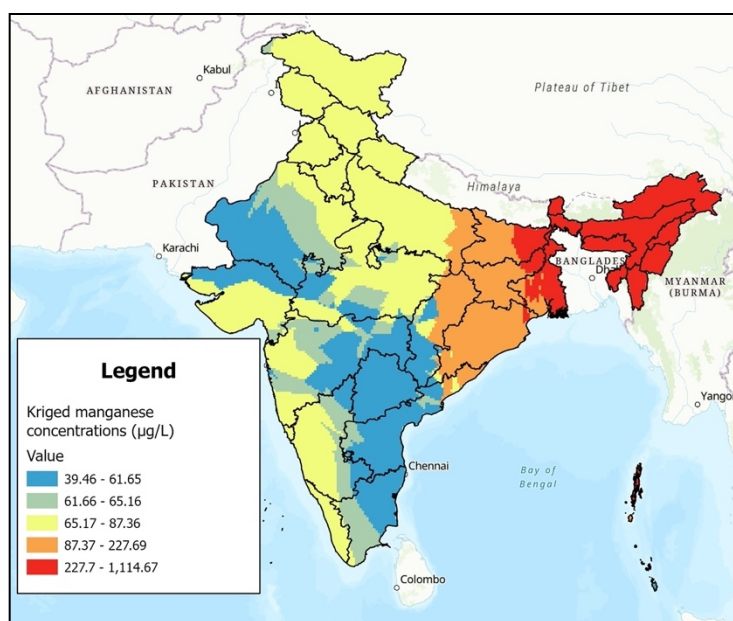 Kabul
AFGHANISTAN
Plateau of Tibet
PAKISTAN
Himalaya
Karachi
BANGLADES
Dha
MYANMAR
(BURMA)
Legend
Kriged manganese
concentrations (µg/L)
Value
39.46 - 61.65
61.66 - 65.16
65.17 - 87.36
87.37 - 227.69
227.7 - 1,114.67
Yangon
Chennai
Bay of
Bengal
Colombo